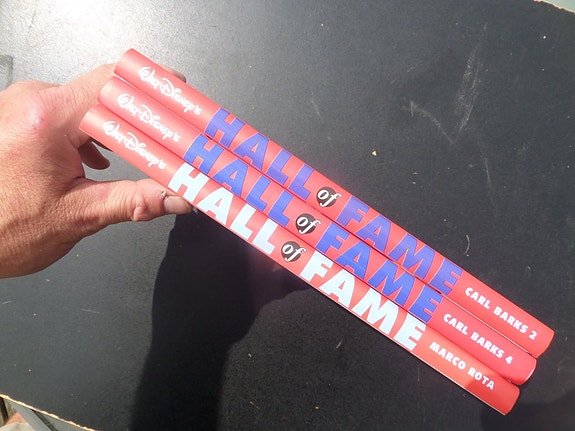 Walt Disney's HALL of FAME CARL BARKS 2
Walt Disney's HALL of FAME CARL BARKS 4
Walt Disney's HALL of FAME MARCO ROTA